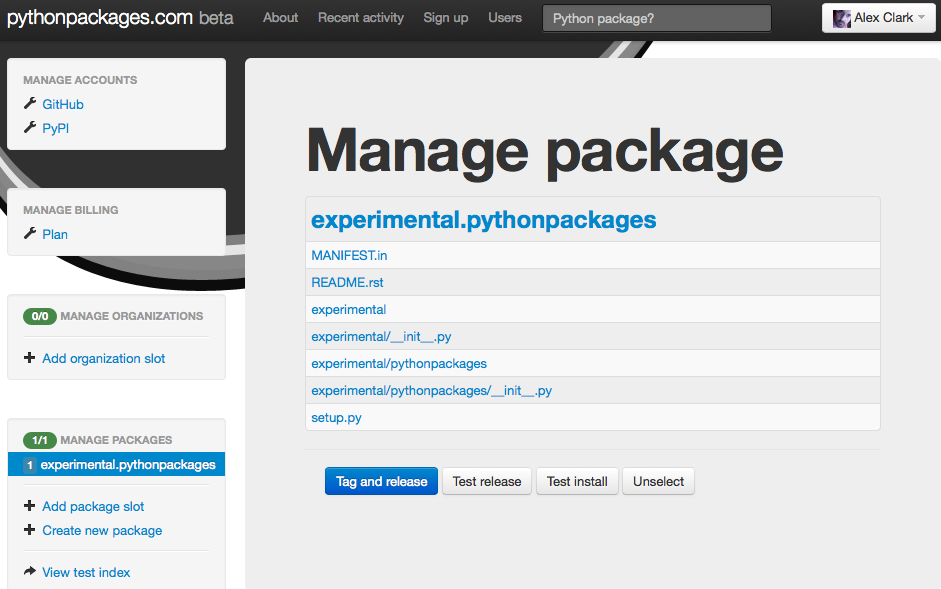 pythonpackages.com beta About Recent activity Sign up Users Python package? Alex Clark
MANAGE ACCOUNTS
GitHub
PyPI
MANAGE BILLING
Plan
0/0 MANAGE ORGANIZATIONS
Add organization slot
1/1 MANAGE PACKAGES
1 experimental.pythonpackages
Add package slot
Create new package
View test index
Manage package
experimental.pythonpackages
MANIFEST.in
README.rst
experimental
experimental/__init__.py
experimental/pythonpackages
experimental/pythonpackages/__init__.py
setup.py
Tag and release Test release Test install Unselect